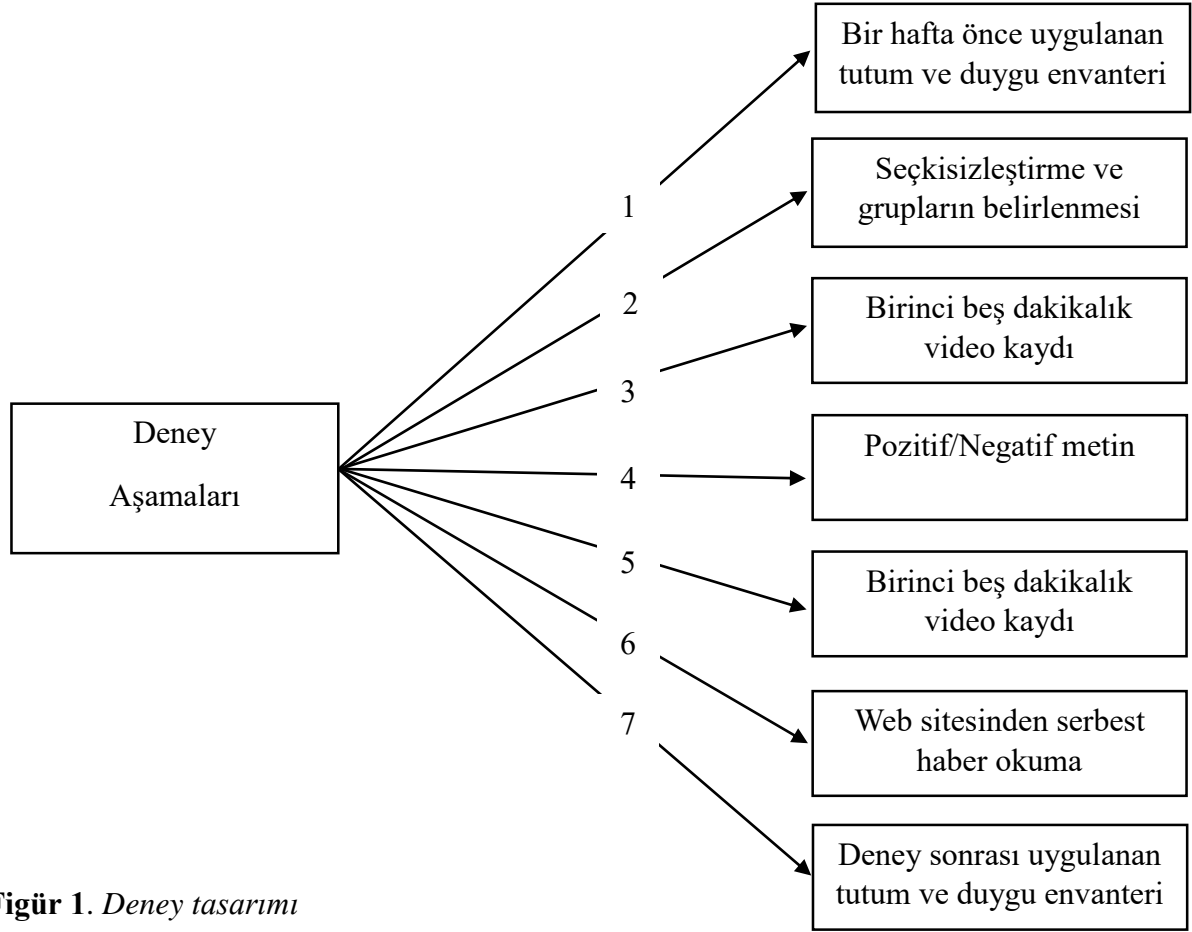 Bir hafta önce uygulanan
tutum ve duygu envanteri
1
Seçkisizleştirme ve
grupların belirlenmesi
2
Birinci beş dakikalık
video kaydı
3
Deney
Aşamaları
Pozitif/Negatif metin
4
Birinci beş dakikalık
video kaydı
5
Web sitesinden serbest
haber okuma
6
Deney sonrası uygulanan
tutum ve duygu envanteri
7
Figür 1. Deney tasarımı